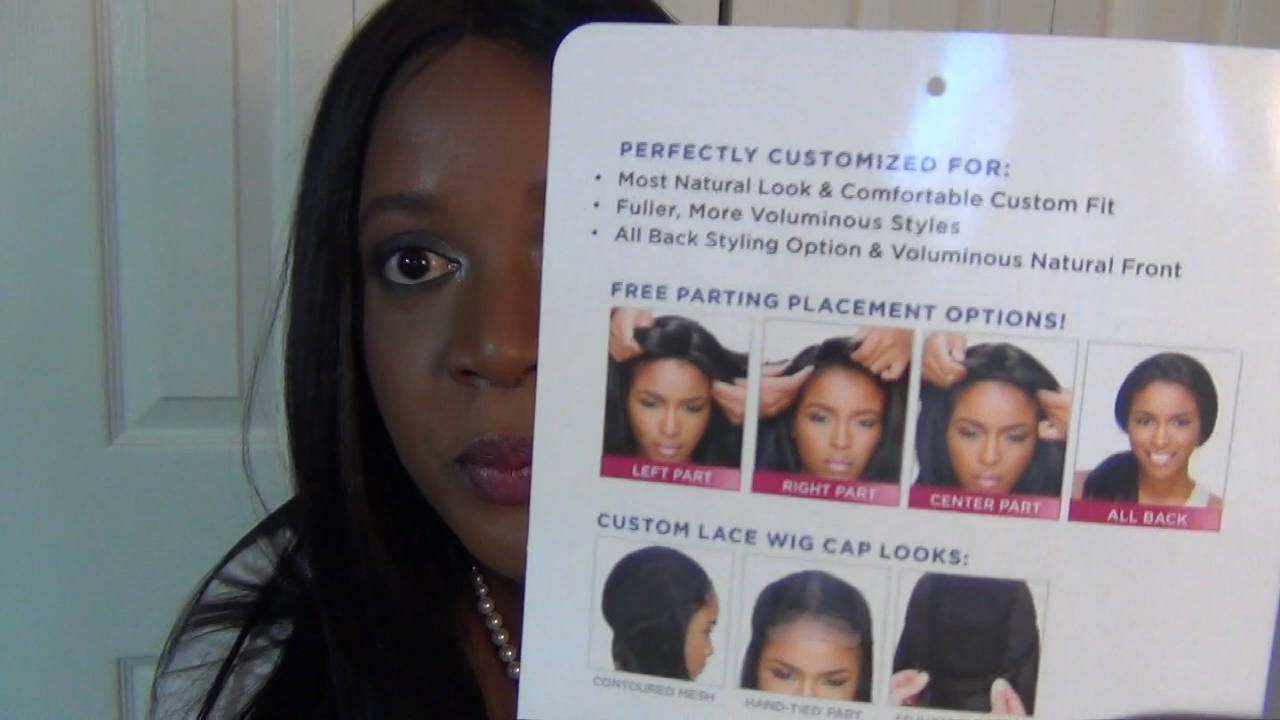 PERFECTLY CUSTOMIZED FOR:
• Most Natural Look & Comfortable Custom Fit
• Fuller, More Voluminous Styles
• All Back Styling Option & Voluminous Natural Front
FREE PARTING PLACEMENT OPTIONS!
LEFT PART RIGHT PART CENTER PART ALL BACK
CUSTOM LACE WIG CAP LOOKS:
CONTOURED MESH HAND-TIED PART